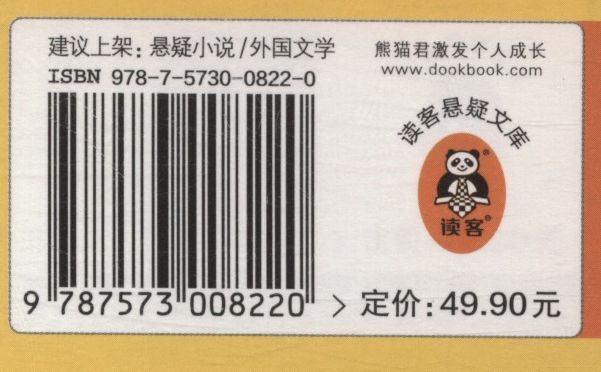 建议上架：悬疑小说/外国文学
ISBN 978-7-5730-0822-0
9 787573 008220 >
熊猫君激发个人成长
www.dookbook.com
读客悬疑文库
读客®
定价：49.90元